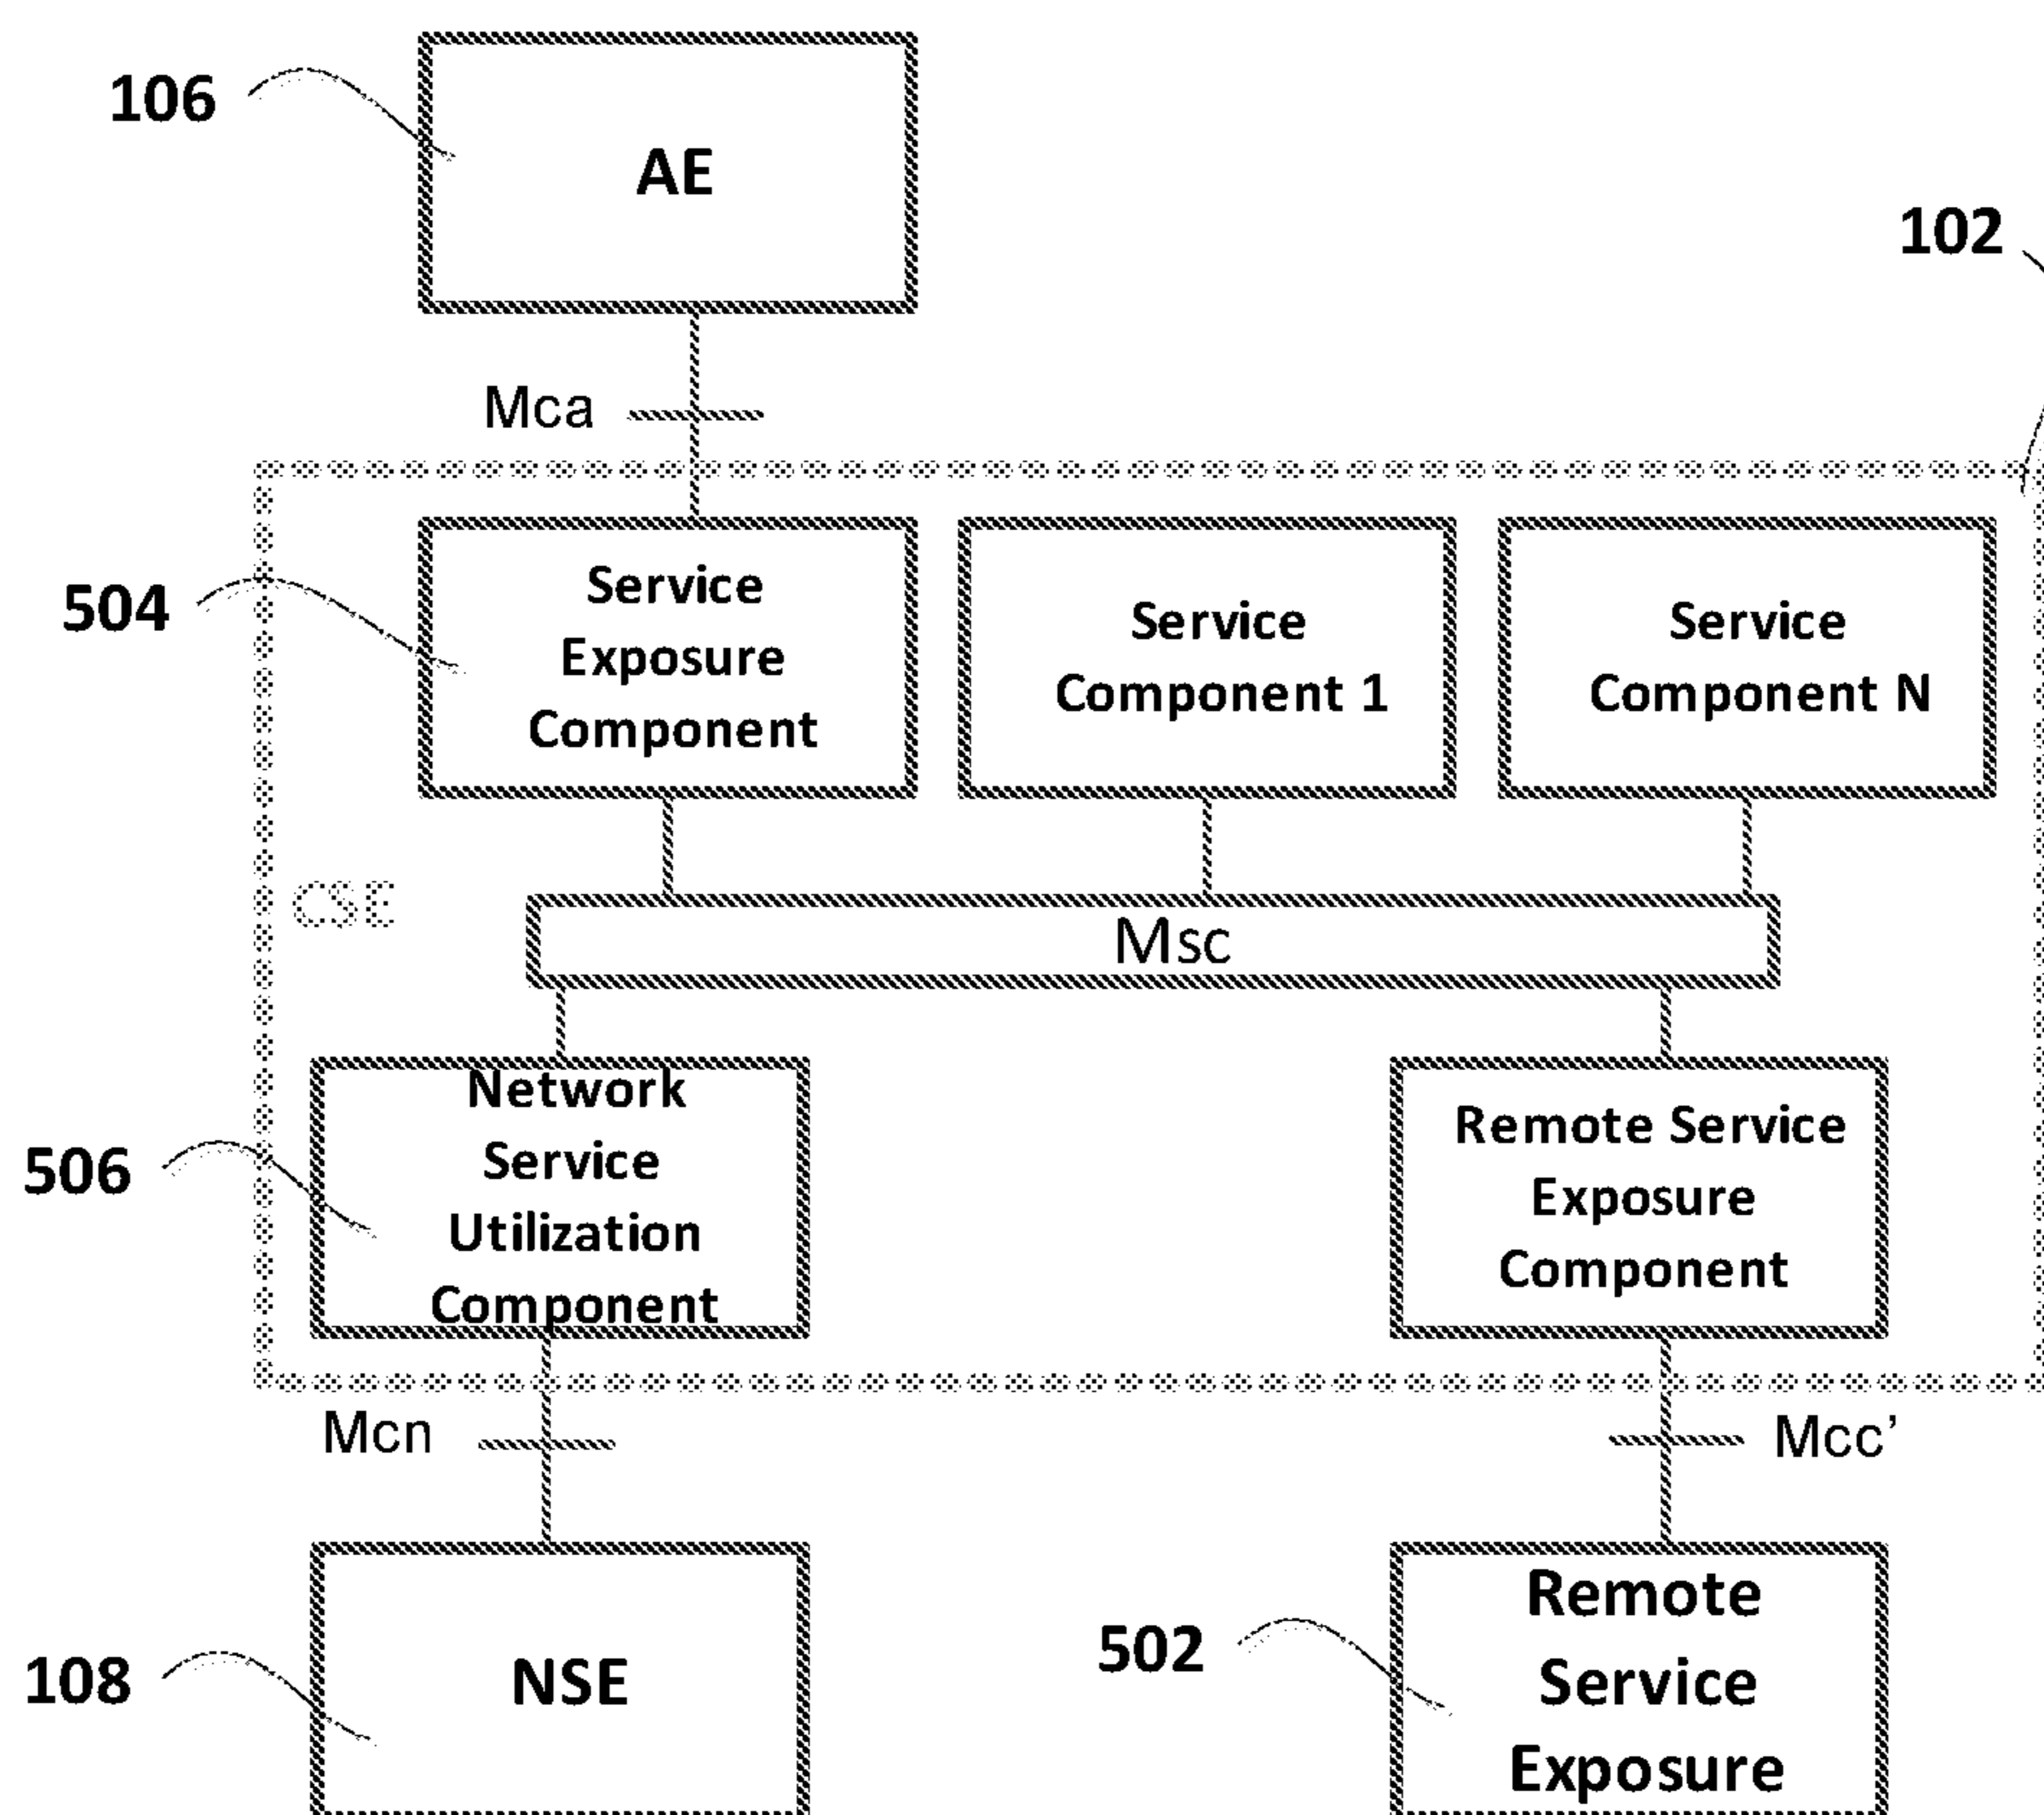 106
AE
102
Mca
504
Service
Exposure
Component
Service
Component 1
Service
Component N
CSE
Msc
506
Network
Service
Utilization
Component
Remote Service
Exposure
Component
Mcn
Mcc’
108
NSE
502
Remote
Service
Exposure